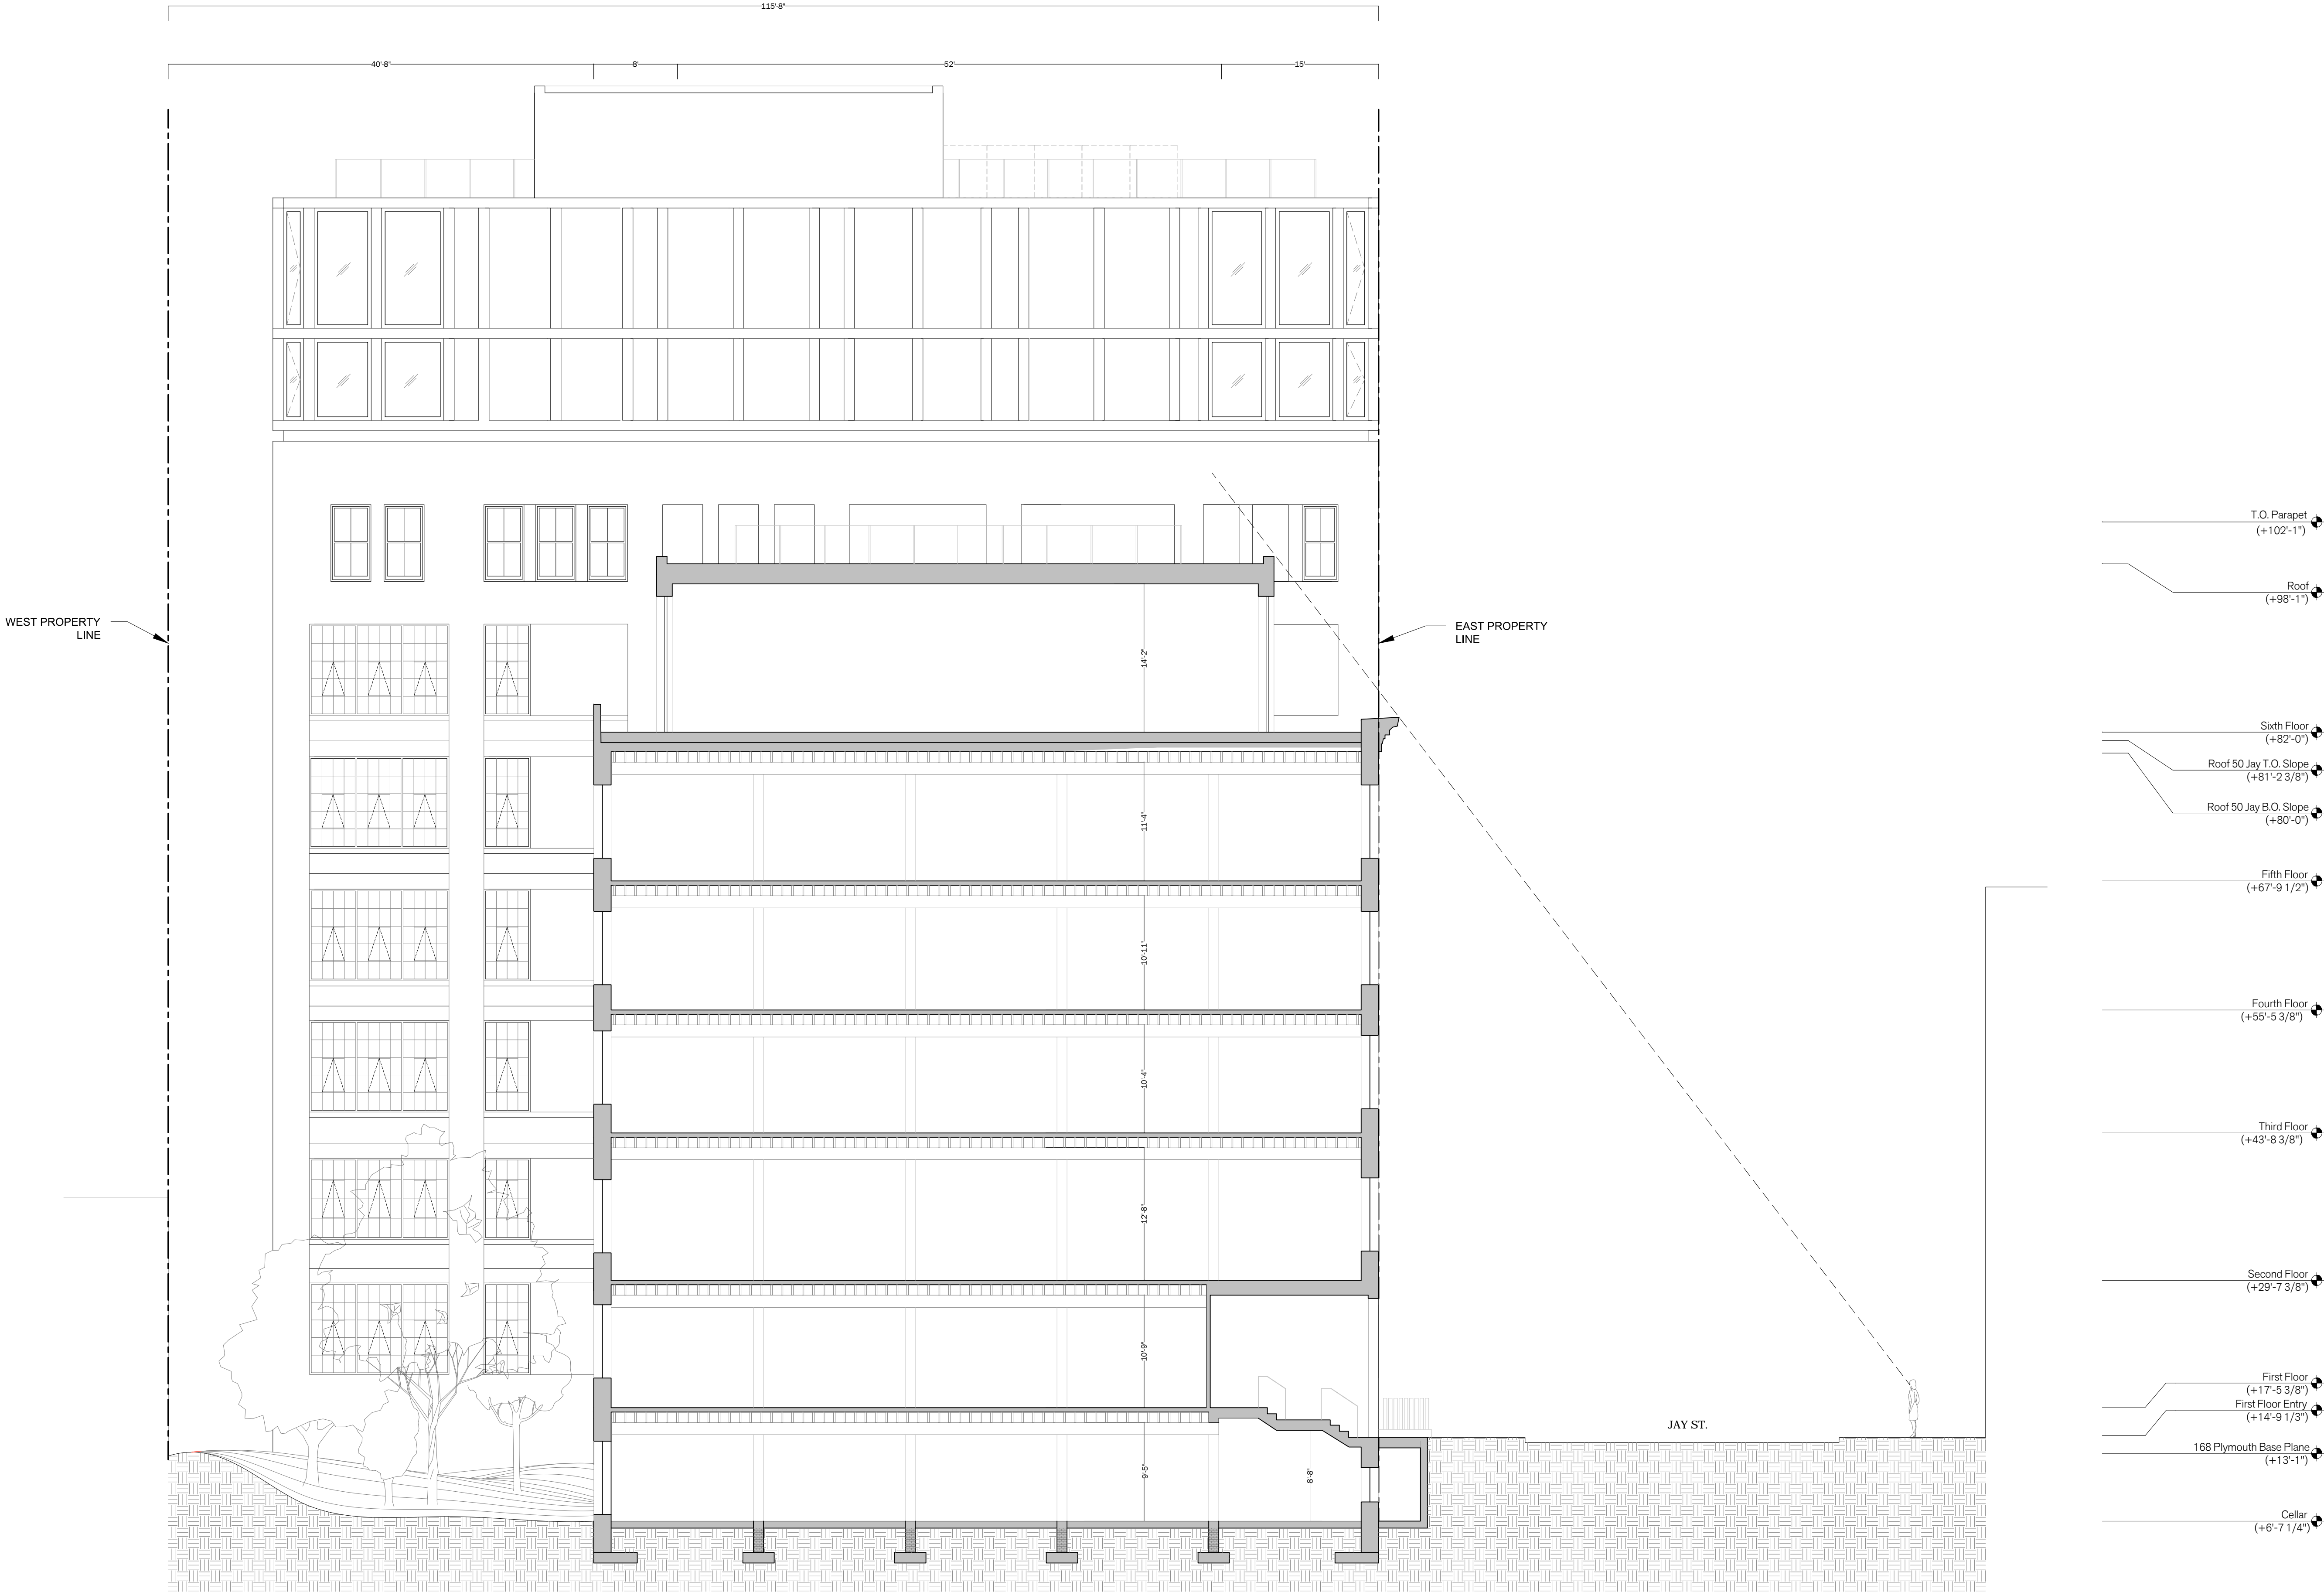 115'-8"
40'-8"
8'
52'
15'
T.O. Parapet
(+102'-1")
Roof
(+98'-1")
WEST PROPERTY
LINE
EAST PROPERTY
LINE
14'-2"
Sixth Floor
(+82'-0")
Roof 50 Jay T.O. Slope
(+81'-2 3/8")
Roof 50 Jay B.O. Slope
(+80'-0")
11'-4"
Fifth Floor
(+67'-9 1/2")
10'-11"
Fourth Floor
(+55'-5 3/8")
10'-4"
Third Floor
(+43'-8 3/8")
12'-8"
Second Floor
(+29'-7 3/8")
10'-9"
First Floor
(+17'-5 3/8")
First Floor Entry
(+14'-9 1/3")
JAY ST.
168 Plymouth Base Plane
(+13'-1")
9'-5"
8'-8"
Cellar
(+6'-7 1/4")